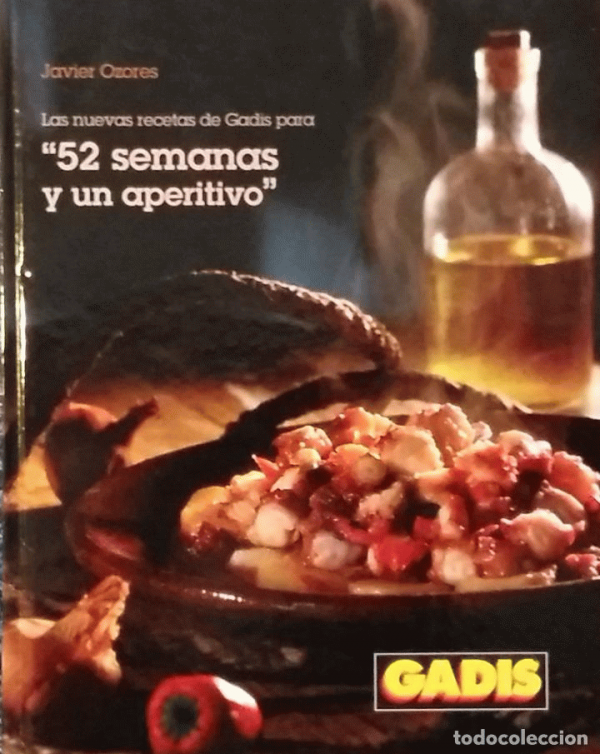 Javier Ozores
Las nuevas recetas de Gadis para
“52 semanas
y un aperitivo”
GADIS
todocoleccion